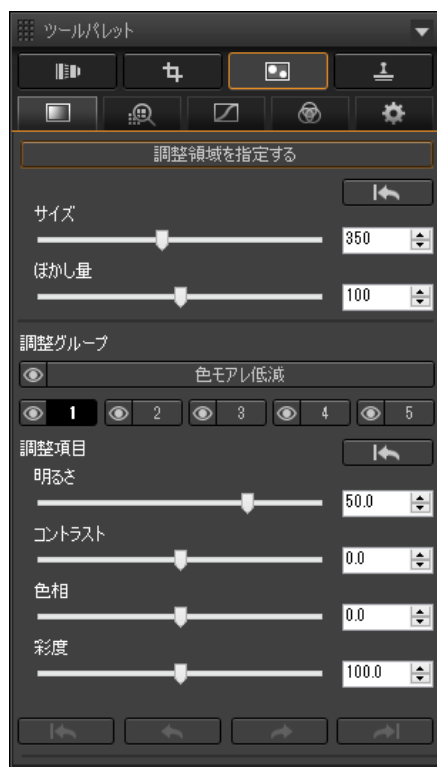 ツールパレット
調整領域を指定する
サイズ
350
ぼかし量
100
調整グループ
色モアレ低減
1 2 3 4 5
調整項目
明るさ
50.0
コントラスト
0.0
色相
0.0
彩度
100.0